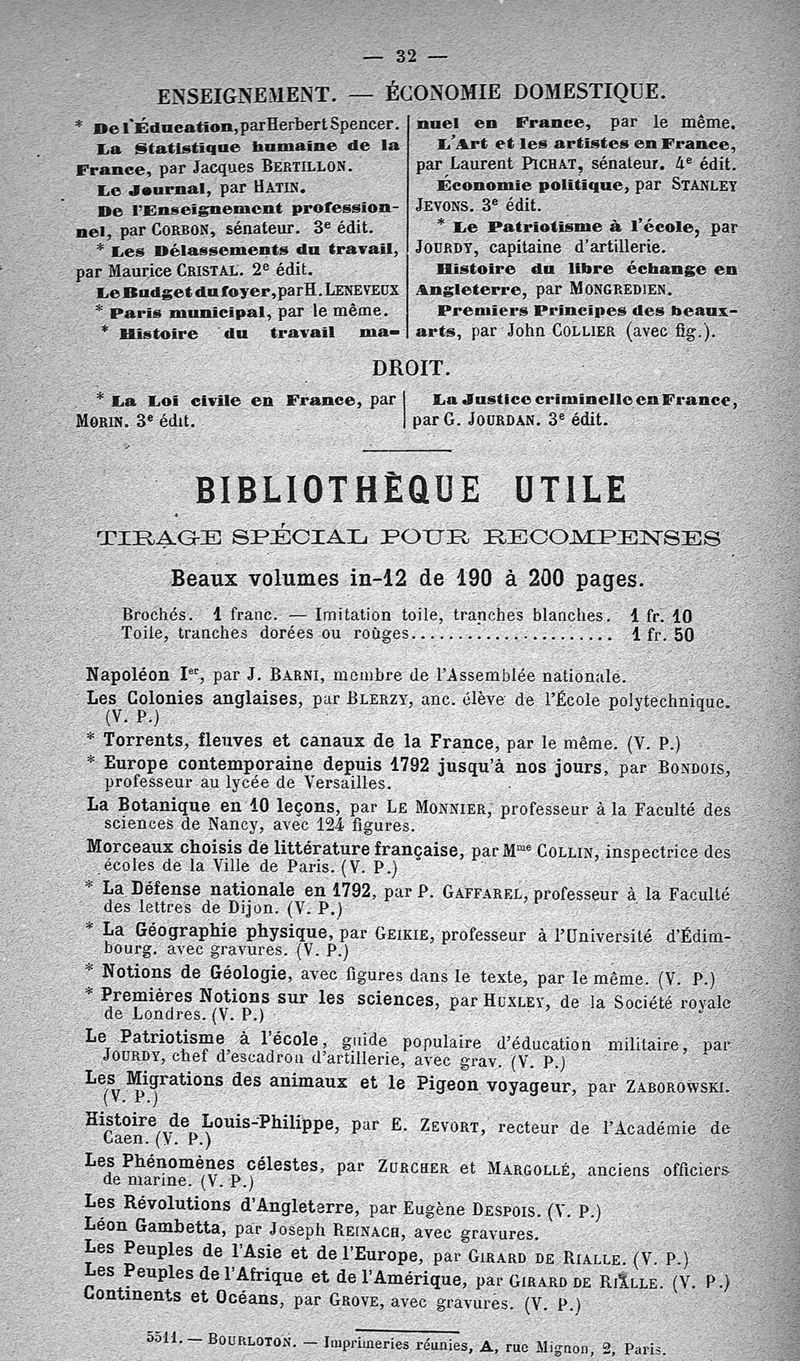 — 32 —
ENSEIGNEMENT. — ÉCONOMIE DOMESTIQUE.
* De l'Éducation, par Herbert Spencer.
La Statistique humaine de la
France, par Jacques BERTILLON.
Le Journal, par HATIN.
De l'Enseignement profession-
nel, par CORBON, sénateur. 3e édit.
* Les Délassements du travail,
par Maurice CRISTAL. 2e édit.
Le Budget du foyer, par H. LENEVEUX
* Paris municipal, par le même.
* Histoire du travail ma-
nuel en France, par le même.
L'Art et les artistes en France,
par Laurent PICHAT, sénateur. 4e édit.
Économie politique, par STANLEY
JEVONS. 3e édit.
* Le Patriotisme à l'école, par
JOURDY, capitaine d'artillerie.
Histoire du libre échange en
Angleterre, par MONGREDIEN.
Premiers Principes des beaux-
arts, par John COLLIER (avec fig.).
DROIT.
* La Loi civile en France, par
MORIN. 3e édit.
La Justice criminelle en France,
par G. JOURDAN. 3e édit.
BIBLIOTHÈQUE UTILE
TIRAGE SPÉCIAL POUR RECOMPENSES
Beaux volumes in-12 de 190 à 200 pages.
Brochés. 1 franc. — Imitation toile, tranches blanches. 1 fr. 10
Toile, tranches dorées ou rouges........................ 1 fr. 50
Napoléon Ier, par J. BARNI, membre de l'Assemblée nationale.
Les Colonies anglaises, par BLERZY, anc. élève de l'École polytechnique.
(V. P.)
* Torrents, fleuves et canaux de la France, par le même. (V. P.)
* Europe contemporaine depuis 1792 jusqu'à nos jours, par BONDOIS,
professeur au lycée de Versailles.
La Botanique en 10 leçons, par LE MONNIER, professeur à la Faculté des
sciences de Nancy, avec 124 figures.
Morceaux choisis de littérature française, par Mme COLLIN, inspectrice des
écoles de la Ville de Paris. (V. P.)
* La Défense nationale en 1792, par P. GAFFAREL, professeur à la Faculté
des lettres de Dijon. (V. P.)
* La Géographie physique, par GEIKIE, professeur à l'Université d'Édim-
bourg. avec gravures. (V. P.)
* Notions de Géologie, avec figures dans le texte, par le même. (V. P.)
* Premières Notions sur les sciences, par HUXLEY, de la Société royale
de Londres. (V. P.)
Le Patriotisme à l'école, guide populaire d'éducation militaire, par
JOURDY, chef d'escadron d'artillerie, avec grav. (V. P.)
Les Migrations des animaux et le Pigeon voyageur, par ZABOROWSKI.
(V. P.)
Histoire de Louis-Philippe, par E. ZEVORT, recteur de l'Académie de
Caen. (V. P.)
Les Phénomènes célestes, par ZURCHER et MARGOLLÉ, anciens officiers
de marine. (V. P.)
Les Révolutions d'Angleterre, par Eugène DESPOIS. (V. P.)
Léon Gambetta, par Joseph REINACH, avec gravures.
Les Peuples de l'Asie et de l'Europe, par GIRARD DE RIALLE. (V. P.)
Les Peuples de l'Afrique et de l'Amérique, par GIRARD DE RIALLE. (V. P.)
Continents et Océans, par GROVE, avec gravures. (V. P.)
5511. — BOURLOTON. — Imprimeries réunies, A, rue Mignon, 2, Paris.